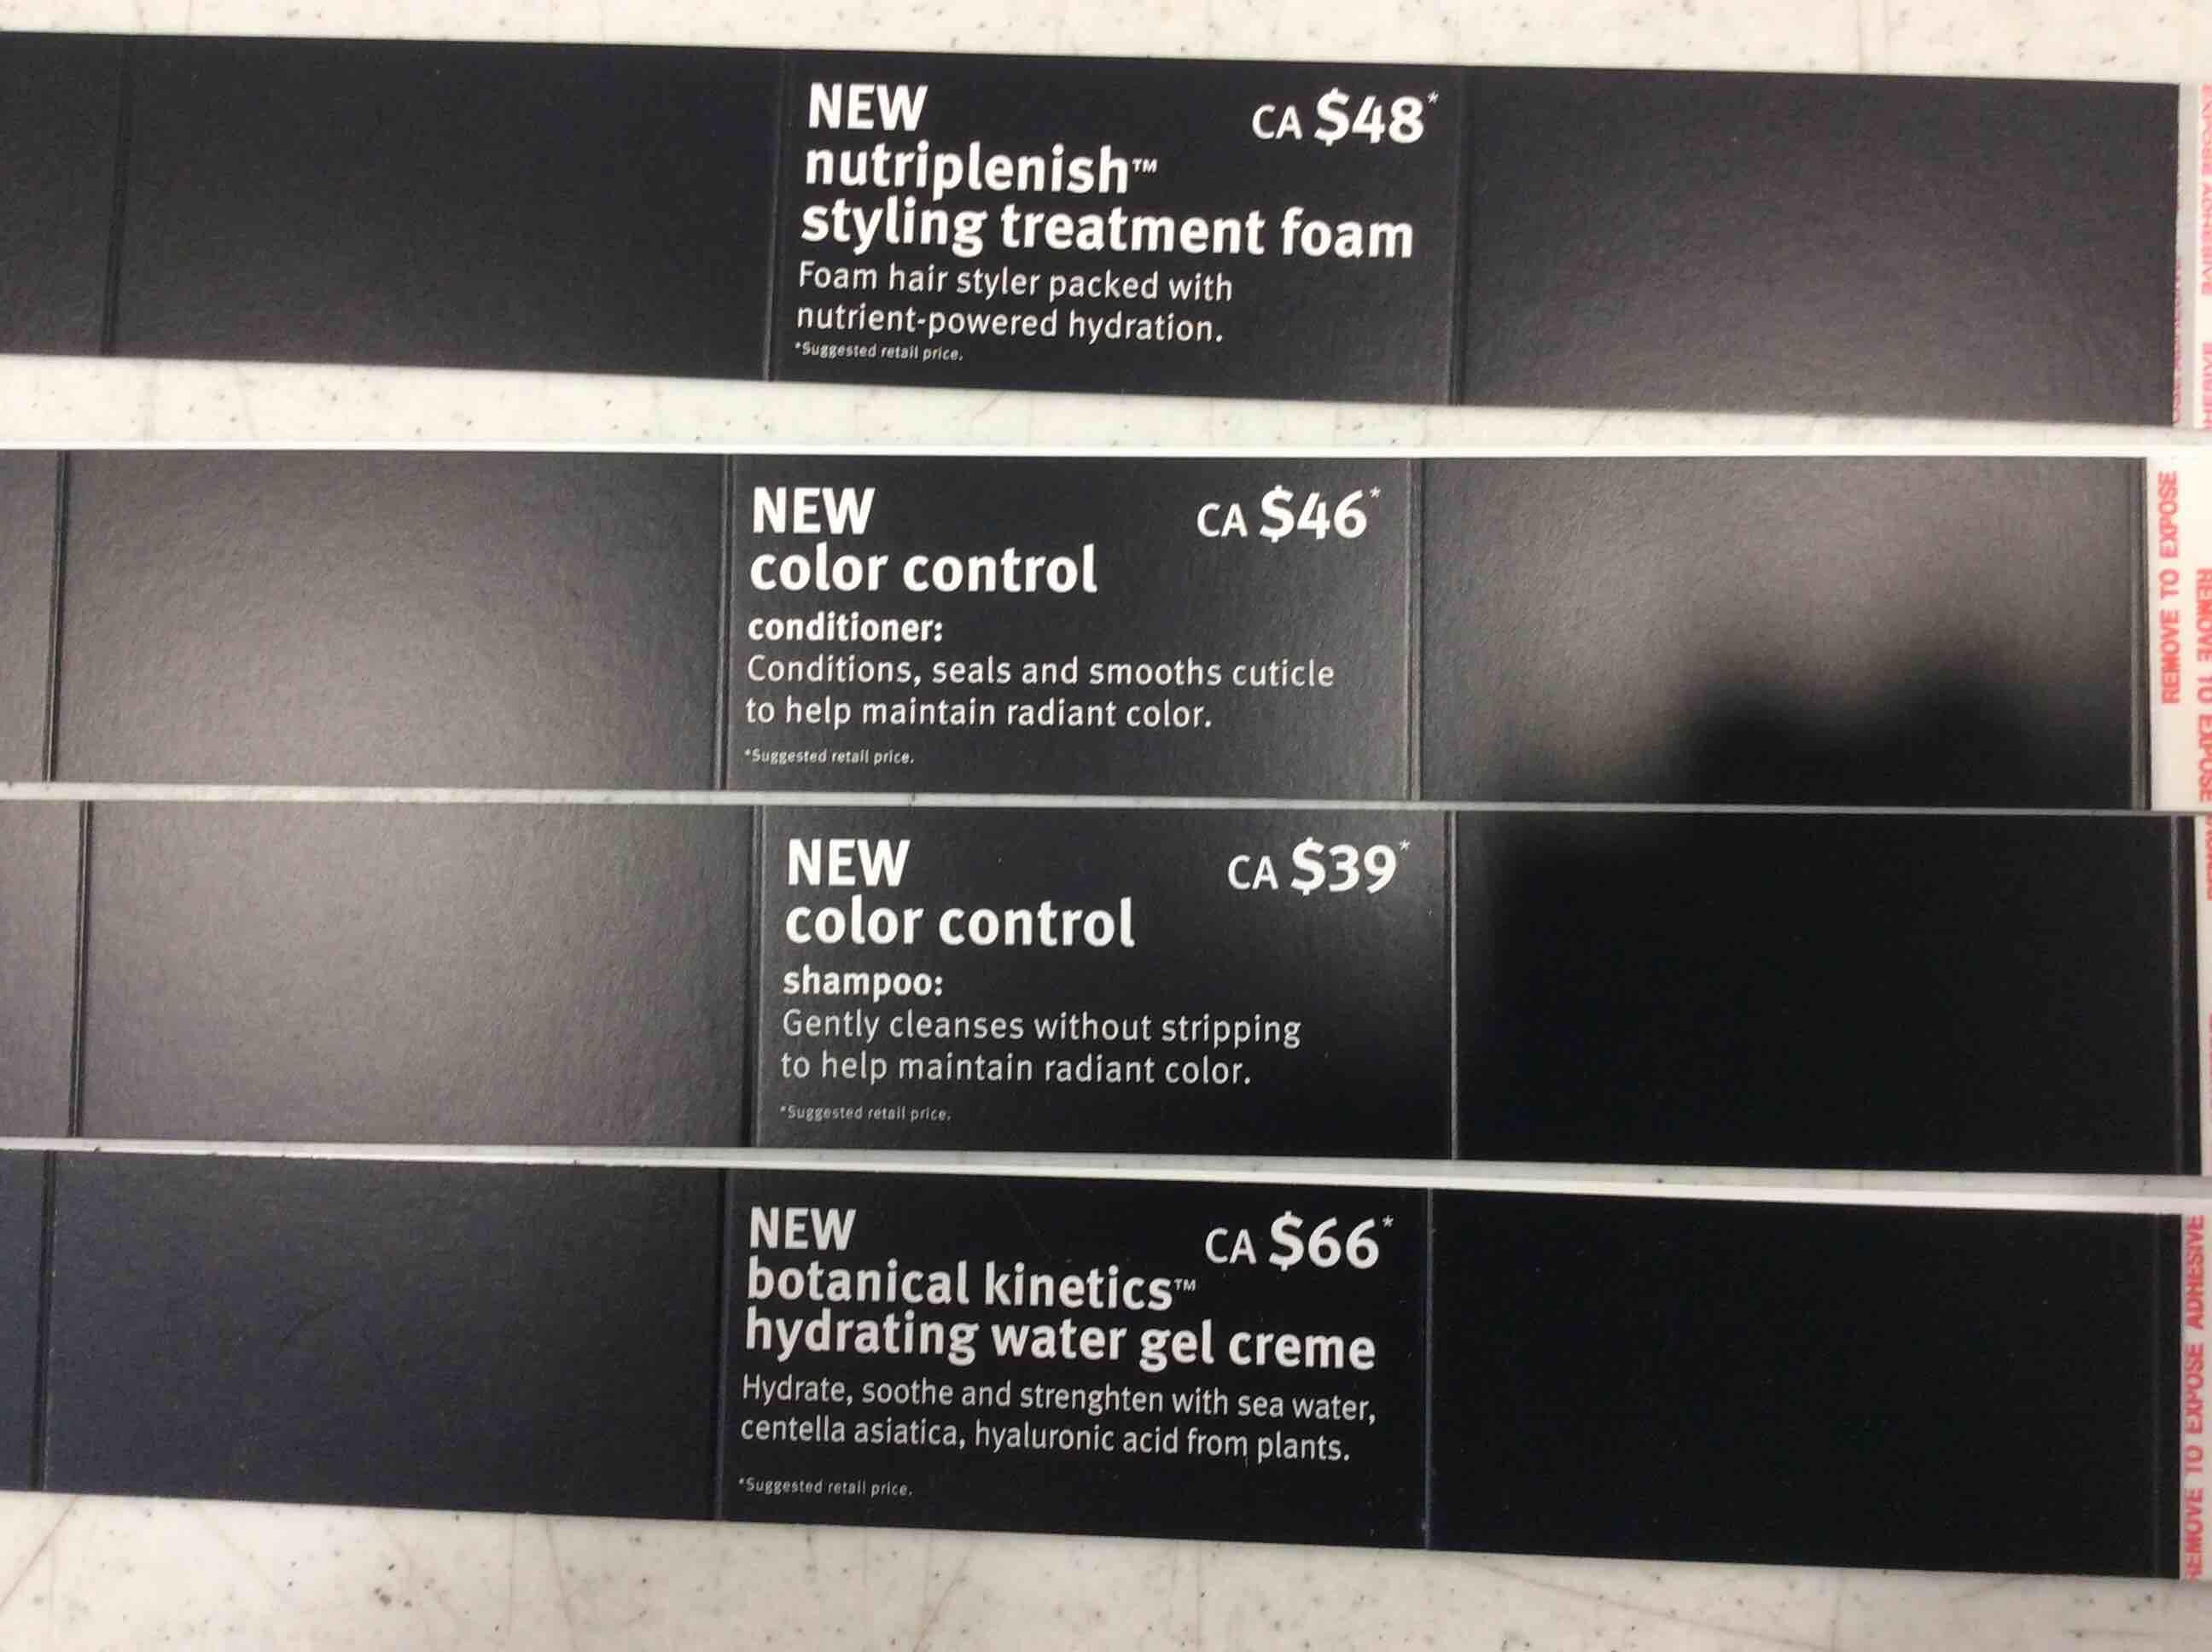 NEW
CA $48*
nutriplenish™
styling treatment foam
Foam hair styler packed with
nutrient-powered hydration.
*Suggested retail price.
NEW
CA $46*
color control
conditioner:
Conditions, seals and smooths cuticle
to help maintain radiant color.
*Suggested retail price.
REMOVE TO EXPOSE
REMOVE TO EXPOSE
NEW
CA $39*
color control
shampoo:
Gently cleanses without stripping
to help maintain radiant color.
*Suggested retail price.
NEW
CA $66*
botanical kinetics™
hydrating water gel creme
Hydrate, soothe and strenghten with sea water,
centella asiatica, hyaluronic acid from plants.
*Suggested retail price.
REMOVE TO EXPOSE ADHESIVE